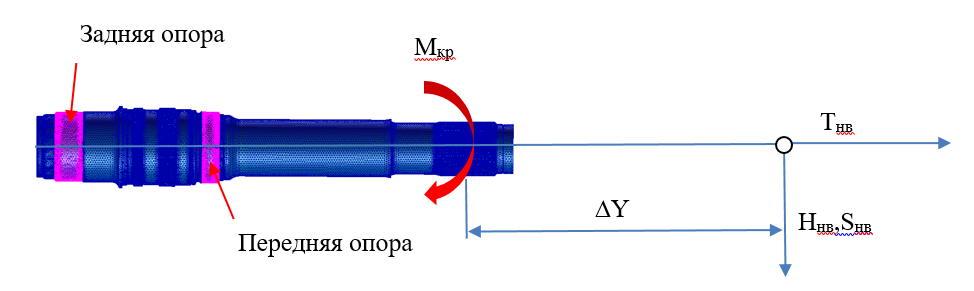 Задняя опора
Мкр
Тнв
ΔY
Ннв,Sнв
Передняя опора